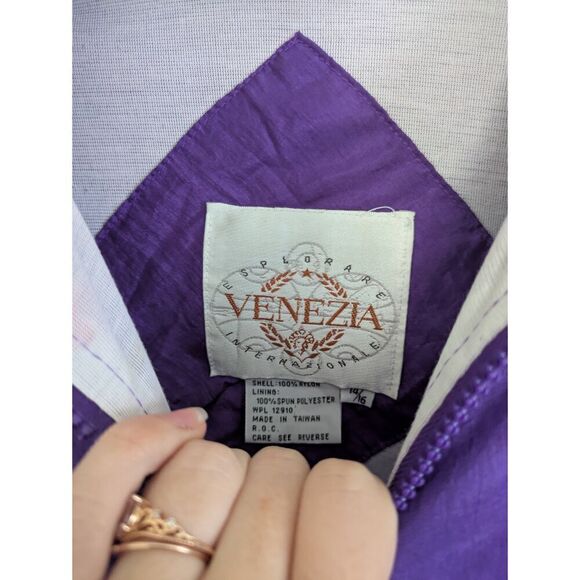 ESPLORARE
VENEZIA
INTERNATIONALE
SHELL: 100% NYLON
LINING:
100% SPUN POLYESTER
WPL 12910
MADE IN TAIWAN
R.O.C.
CARE SEE REVERSE
14/16